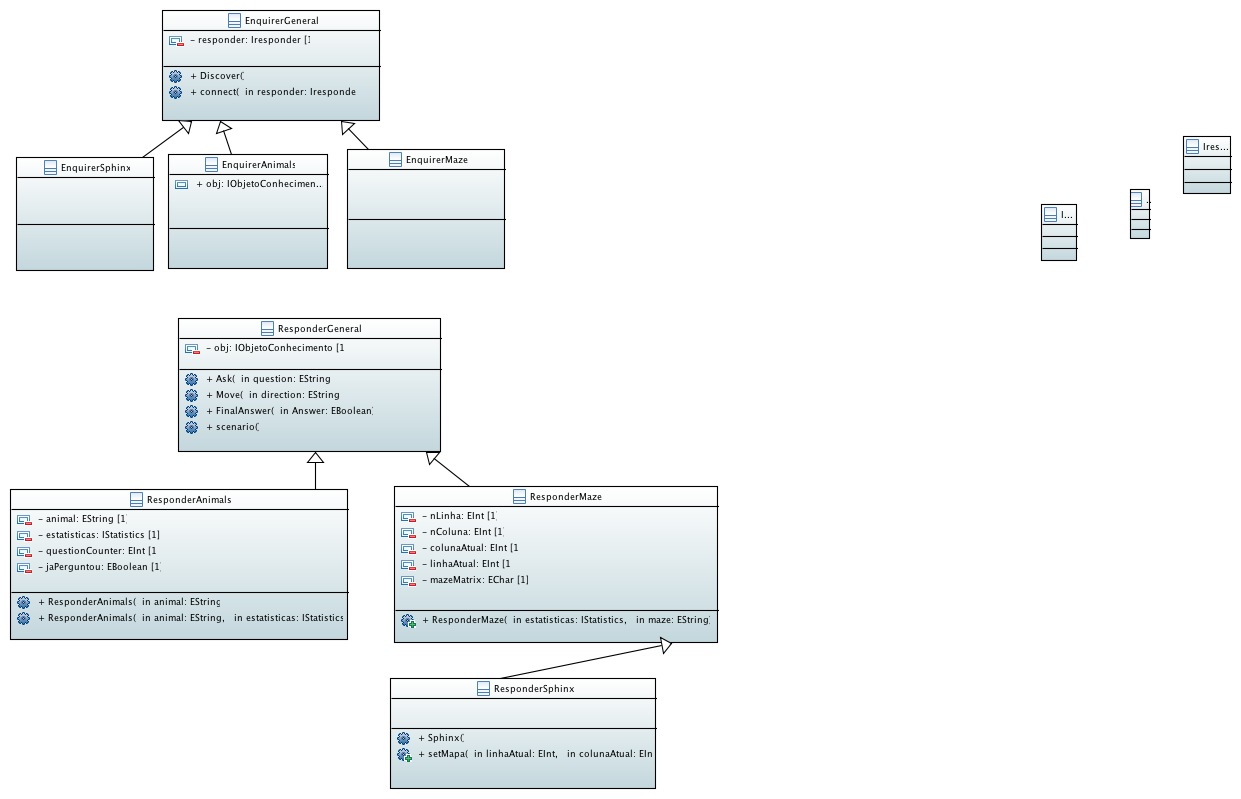 EnquirerGeneral
- responder: Iresponder [1
+ Discover(
+ connect( in responder: Iresponde
EnquirerSphinx
EnquirerAnimals
+ obj: IObjetoConhecimen..
EnquirerMaze
Ires...
..
I...
ResponderGeneral
- obj: IObjetoConhecimento [1
+ Ask( in question: EString
+ Move( in direction: EString
+ FinalAnswer( in Answer: EBoolean)
+ scenario(
ResponderAnimals
- animal: EString [1]
- estatisticas: IStatistics [1]
- questionCounter: EInt [1
- jaPerguntou: EBoolean [1]
+ ResponderAnimals( in animal: EString
+ ResponderAnimals( in animal: EString, in estatisticas: IStatistics
ResponderMaze
- nLinha: EInt [1]
- nColuna: EInt [1]
- colunaAtual: EInt [1
- linhaAtual: EInt [1
- mazeMatrix: EChar [1]
+ ResponderMaze( in estatisticas: IStatistics, in maze: EString)
ResponderSphinx
+ Sphinx(
+ setMapa( in linhaAtual: EInt, in colunaAtual: EIn